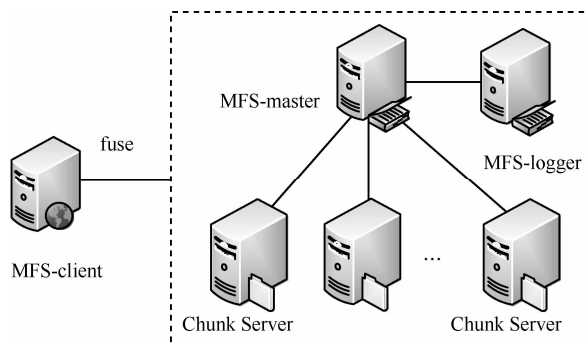 MFS-master
fuse
MFS-logger
MFS-client
...
Chunk Server
Chunk Server